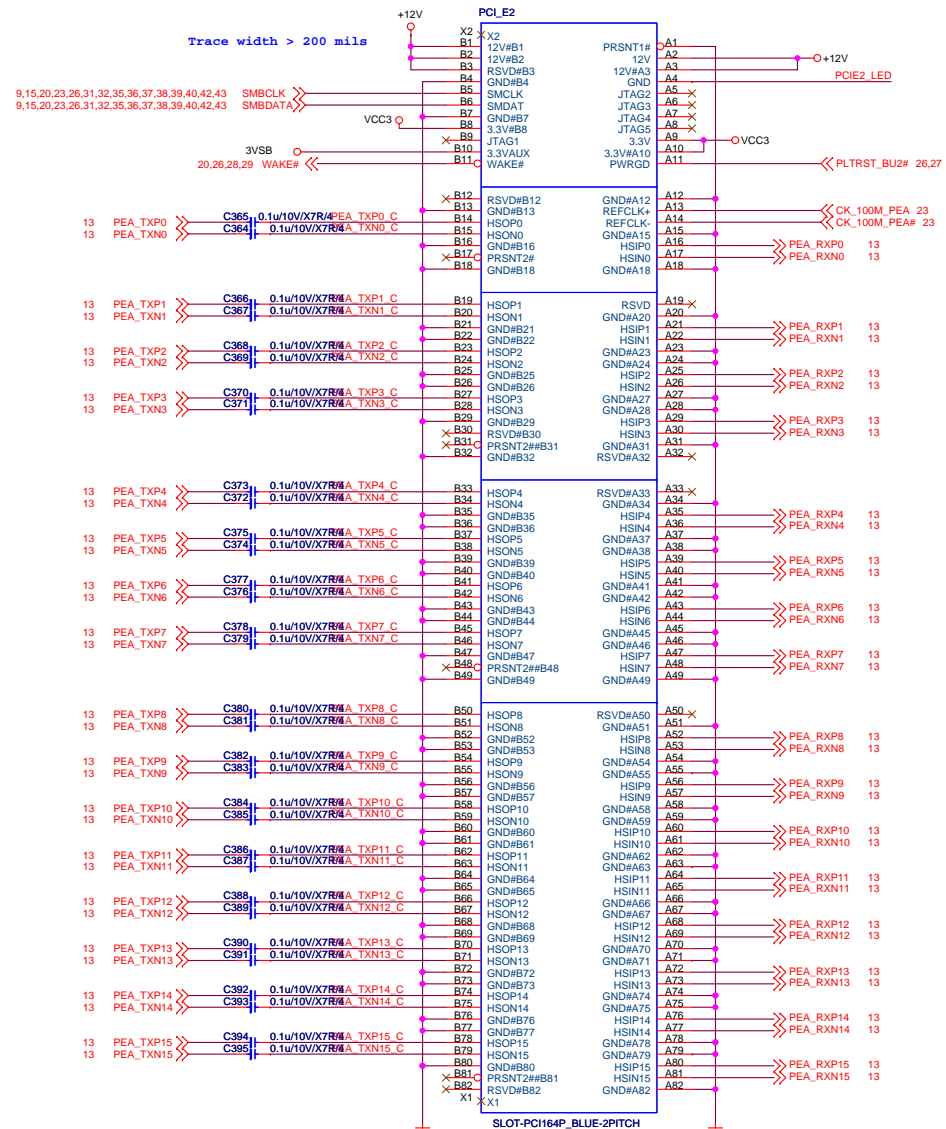 PCI_E2
+12V
Trace width > 200 mils
X2 X2
B1 12V#B1 PRSNT1# A1
B2 12V#B2 12V A2 +12V
B3 RSVD#B3 12V#A3 A3
B4 GND#B4 GND A4 PCIE2_LED
9,15,20,23,26,31,32,35,36,37,38,39,40,42,43 SMBCLK B5 SMCLK JTAG2 A5
9,15,20,23,26,31,32,35,36,37,38,39,40,42,43 SMBDATA B6 SMDAT JTAG3 A6
B7 GND#B7 JTAG4 A7
VCC3 B8 3.3V#B8 JTAG5 A8
B9 JTAG1 3.3V A9 VCC3
3VSB B10 3.3VAUX 3.3V#A10 A10
20,26,28,29 WAKE# B11 WAKE# PWRGD A11 PLTRST_BU2# 26,27
B12 RSVD#B12 GND#A12 A12
B13 GND#B13 REFCLK+ A13 CK_100M_PEA 23
13 PEA_TXP0 C365 0.1u/10V/X7R/4 PEA_TXP0_C B14 HSOP0 REFCLK- A14 CK_100M_PEA# 23
13 PEA_TXN0 C364 PEA_TXN0_C B15 HSON0 GND#A15 A15
B16 GND#B16 HSIP0 A16 PEA_RXP0 13
B17 PRSNT2# HSIN0 A17 PEA_RXN0 13
B18 GND#B18 GND#A18 A18
13 PEA_TXP1 C366 0.1u/10V/X7R/4 PEA_TXP1_C B19 HSOP1 RSVD A19
13 PEA_TXN1 C367 0.1u/10V/X7R/4 PEA_TXN1_C B20 HSON1 GND#A20 A20
B21 GND#B21 HSIP1 A21 PEA_RXP1 13
B22 GND#B22 HSIN1 A22 PEA_RXN1 13
13 PEA_TXP2 C368 0.1u/10V/X7R/4 PEA_TXP2_C B23 HSOP2 GND#A23 A23
13 PEA_TXN2 C369 0.1u/10V/X7R/4 PEA_TXN2_C B24 HSON2 GND#A24 A24
B25 GND#B25 HSIP2 A25 PEA_RXP2 13
B26 GND#B26 HSIN2 A26 PEA_RXN2 13
13 PEA_TXP3 C370 0.1u/10V/X7R/4 PEA_TXP3_C B27 HSOP3 GND#A27 A27
13 PEA_TXN3 C371 0.1u/10V/X7R/4 PEA_TXN3_C B28 HSON3 GND#A28 A28
B29 GND#B29 HSIP3 A29 PEA_RXP3 13
B30 RSVD#B30 HSIN3 A30 PEA_RXN3 13
B31 PRSNT2##B31 GND#A31 A31
B32 GND#B32 RSVD#A32 A32
13 PEA_TXP4 C373 0.1u/10V/X7R/4 PEA_TXP4_C B33 HSOP4 RSVD#A33 A33
13 PEA_TXN4 C372 0.1u/10V/X7R/4 PEA_TXN4_C B34 HSON4 GND#A34 A34
B35 GND#B35 HSIP4 A35 PEA_RXP4 13
B36 GND#B36 HSIN4 A36 PEA_RXN4 13
13 PEA_TXP5 C375 0.1u/10V/X7R/4 PEA_TXP5_C B37 HSOP5 GND#A37 A37
13 PEA_TXN5 C374 0.1u/10V/X7R/4 PEA_TXN5_C B38 HSON5 GND#A38 A38
B39 GND#B39 HSIP5 A39 PEA_RXP5 13
B40 GND#B40 HSIN5 A40 PEA_RXN5 13
13 PEA_TXP6 C377 0.1u/10V/X7R/4 PEA_TXP6_C B41 HSOP6 GND#A41 A41
13 PEA_TXN6 C376 0.1u/10V/X7R/4 PEA_TXN6_C B42 HSON6 GND#A42 A42
B43 GND#B43 HSIP6 A43 PEA_RXP6 13
B44 GND#B44 HSIN6 A44 PEA_RXN6 13
13 PEA_TXP7 C378 0.1u/10V/X7R/4 PEA_TXP7_C B45 HSOP7 GND#A45 A45
13 PEA_TXN7 C379 0.1u/10V/X7R/4 PEA_TXN7_C B46 HSON7 GND#A46 A46
B47 GND#B47 HSIP7 A47 PEA_RXP7 13
B48 PRSNT2##B48 HSIN7 A48 PEA_RXN7 13
B49 GND#B49 GND#A49 A49
13 PEA_TXP8 C380 0.1u/10V/X7R/4 PEA_TXP8_C B50 HSOP8 RSVD#A50 A50
13 PEA_TXN8 C381 0.1u/10V/X7R/4 PEA_TXN8_C B51 HSON8 GND#A51 A51
B52 GND#B52 HSIP8 A52 PEA_RXP8 13
B53 GND#B53 HSIN8 A53 PEA_RXN8 13
13 PEA_TXP9 C382 0.1u/10V/X7R/4 PEA_TXP9_C B54 HSOP9 GND#A54 A54
13 PEA_TXN9 C383 0.1u/10V/X7R/4 PEA_TXN9_C B55 HSON9 GND#A55 A55
B56 GND#B56 HSIP9 A56 PEA_RXP9 13
B57 GND#B57 HSIN9 A57 PEA_RXN9 13
13 PEA_TXP10 C384 0.1u/10V/X7R/4 PEA_TXP10_C B58 HSOP10 GND#A58 A58
13 PEA_TXN10 C385 0.1u/10V/X7R/4 PEA_TXN10_C B59 HSON10 GND#A59 A59
B60 GND#B60 HSIP10 A60 PEA_RXP10 13
B61 GND#B61 HSIN10 A61 PEA_RXN10 13
13 PEA_TXP11 C386 0.1u/10V/X7R/4 PEA_TXP11_C B62 HSOP11 GND#A62 A62
13 PEA_TXN11 C387 0.1u/10V/X7R/4 PEA_TXN11_C B63 HSON11 GND#A63 A63
B64 GND#B64 HSIP11 A64 PEA_RXP11 13
B65 GND#B65 HSIN11 A65 PEA_RXN11 13
13 PEA_TXP12 C388 0.1u/10V/X7R/4 PEA_TXP12_C B66 HSOP12 GND#A66 A66
13 PEA_TXN12 C389 0.1u/10V/X7R/4 PEA_TXN12_C B67 HSON12 GND#A67 A67
B68 GND#B68 HSIP12 A68 PEA_RXP12 13
B69 GND#B69 HSIN12 A69 PEA_RXN12 13
13 PEA_TXP13 C390 0.1u/10V/X7R/4 PEA_TXP13_C B70 HSOP13 GND#A70 A70
13 PEA_TXN13 C391 0.1u/10V/X7R/4 PEA_TXN13_C B71 HSON13 GND#A71 A71
B72 GND#B72 HSIP13 A72 PEA_RXP13 13
B73 GND#B73 HSIN13 A73 PEA_RXN13 13
13 PEA_TXP14 C392 0.1u/10V/X7R/4 PEA_TXP14_C B74 HSOP14 GND#A74 A74
13 PEA_TXN14 C393 0.1u/10V/X7R/4 PEA_TXN14_C B75 HSON14 GND#A75 A75
B76 GND#B76 HSIP14 A76 PEA_RXP14 13
B77 GND#B77 HSIN14 A77 PEA_RXN14 13
13 PEA_TXP15 C394 0.1u/10V/X7R/4 PEA_TXP15_C B78 HSOP15 GND#A78 A78
13 PEA_TXN15 C395 0.1u/10V/X7R/4 PEA_TXN15_C B79 HSON15 GND#A79 A79
B80 GND#B80 HSIP15 A80 PEA_RXP15 13
B81 PRSNT2##B81 HSIN15 A81 PEA_RXN15 13
B82 RSVD#B82 GND#A82 A82
X1 X1
SLOT-PCI164P_BLUE-2PITCH